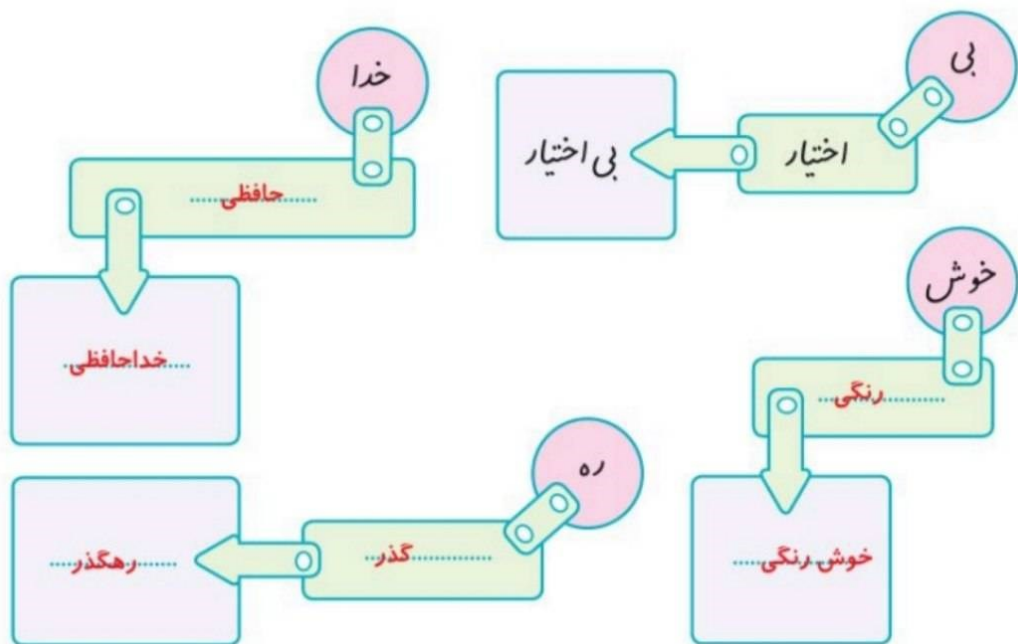 بی
اختیار
بی اختیار
خدا
حافظی
خداحافظی
خوش
رنگی
خوش رنگی
ره
گذر
رهگذر